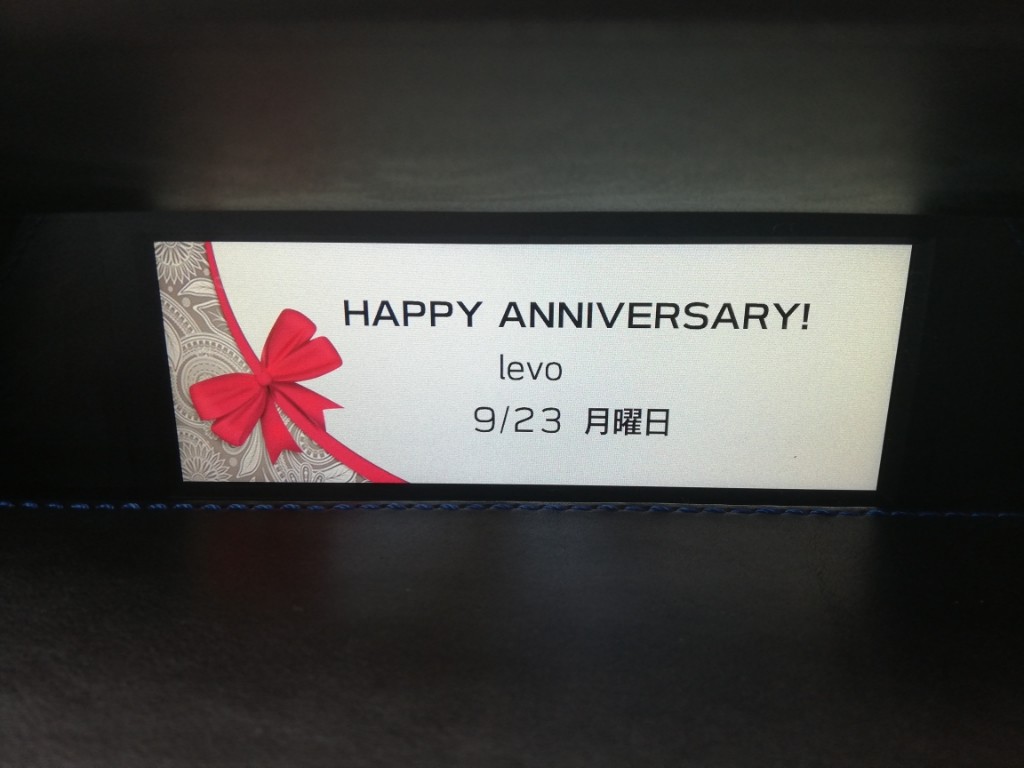 HAPPY ANNIVERSARY!
levo
9/23 月曜日